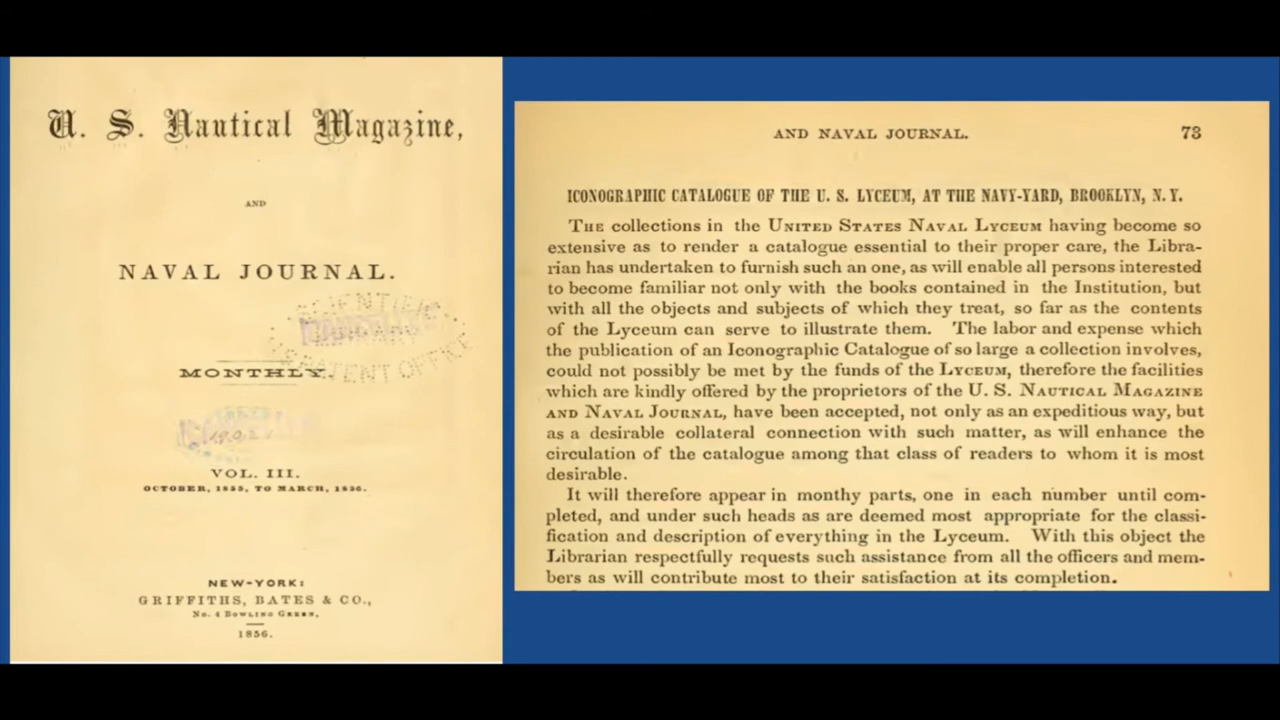 U. S. Nautical Magazine,
AND
NAVAL JOURNAL.
SCIENTIFIC
LIBRARY
PATENT OFFICE
MONTHLY.
VOL. III.
OCTOBER, 1855, TO MARCH, 1856.
NEW-YORK:
GRIFFITHS, BATES & CO.,
No. 4 Bowling Green,
1856.
AND NAVAL JOURNAL. 73
ICONOGRAPHIC CATALOGUE OF THE U. S. LYCEUM, AT THE NAVY-YARD, BROOKLYN, N. Y.
THE collections in the UNITED STATES NAVAL LYCEUM having become so
extensive as to render a catalogue essential to their proper care, the Libra-
rian has undertaken to furnish such an one, as will enable all persons interested
to become familiar not only with the books contained in the Institution, but
with all the objects and subjects of which they treat, so far as the contents
of the Lyceum can serve to illustrate them. The labor and expense which
the publication of an Iconographic Catalogue of so large a collection involves,
could not possibly be met by the funds of the LYCEUM, therefore the facilities
which are kindly offered by the proprietors of the U. S. NAUTICAL MAGAZINE
AND NAVAL JOURNAL, have been accepted, not only as an expeditious way, but
as a desirable collateral connection with such matter, as will enhance the
circulation of the catalogue among that class of readers to whom it is most
desirable.
It will therefore appear in monthy parts, one in each number until com-
pleted, and under such heads as are deemed most appropriate for the classi-
fication and description of everything in the Lyceum. With this object the
Librarian respectfully requests such assistance from all the officers and mem-
bers as will contribute most to their satisfaction at its completion.